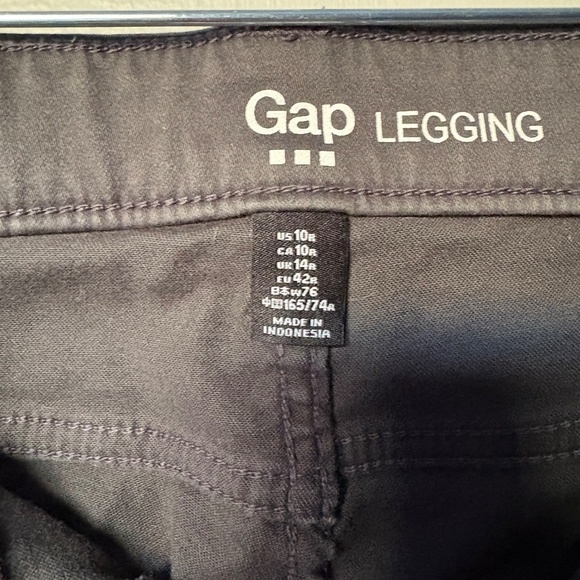 Gap LEGGING
US 10R
CA 10R
UK 14R
EU 42R
日本 W76
中国 165/74A
MADE IN
INDONESIA